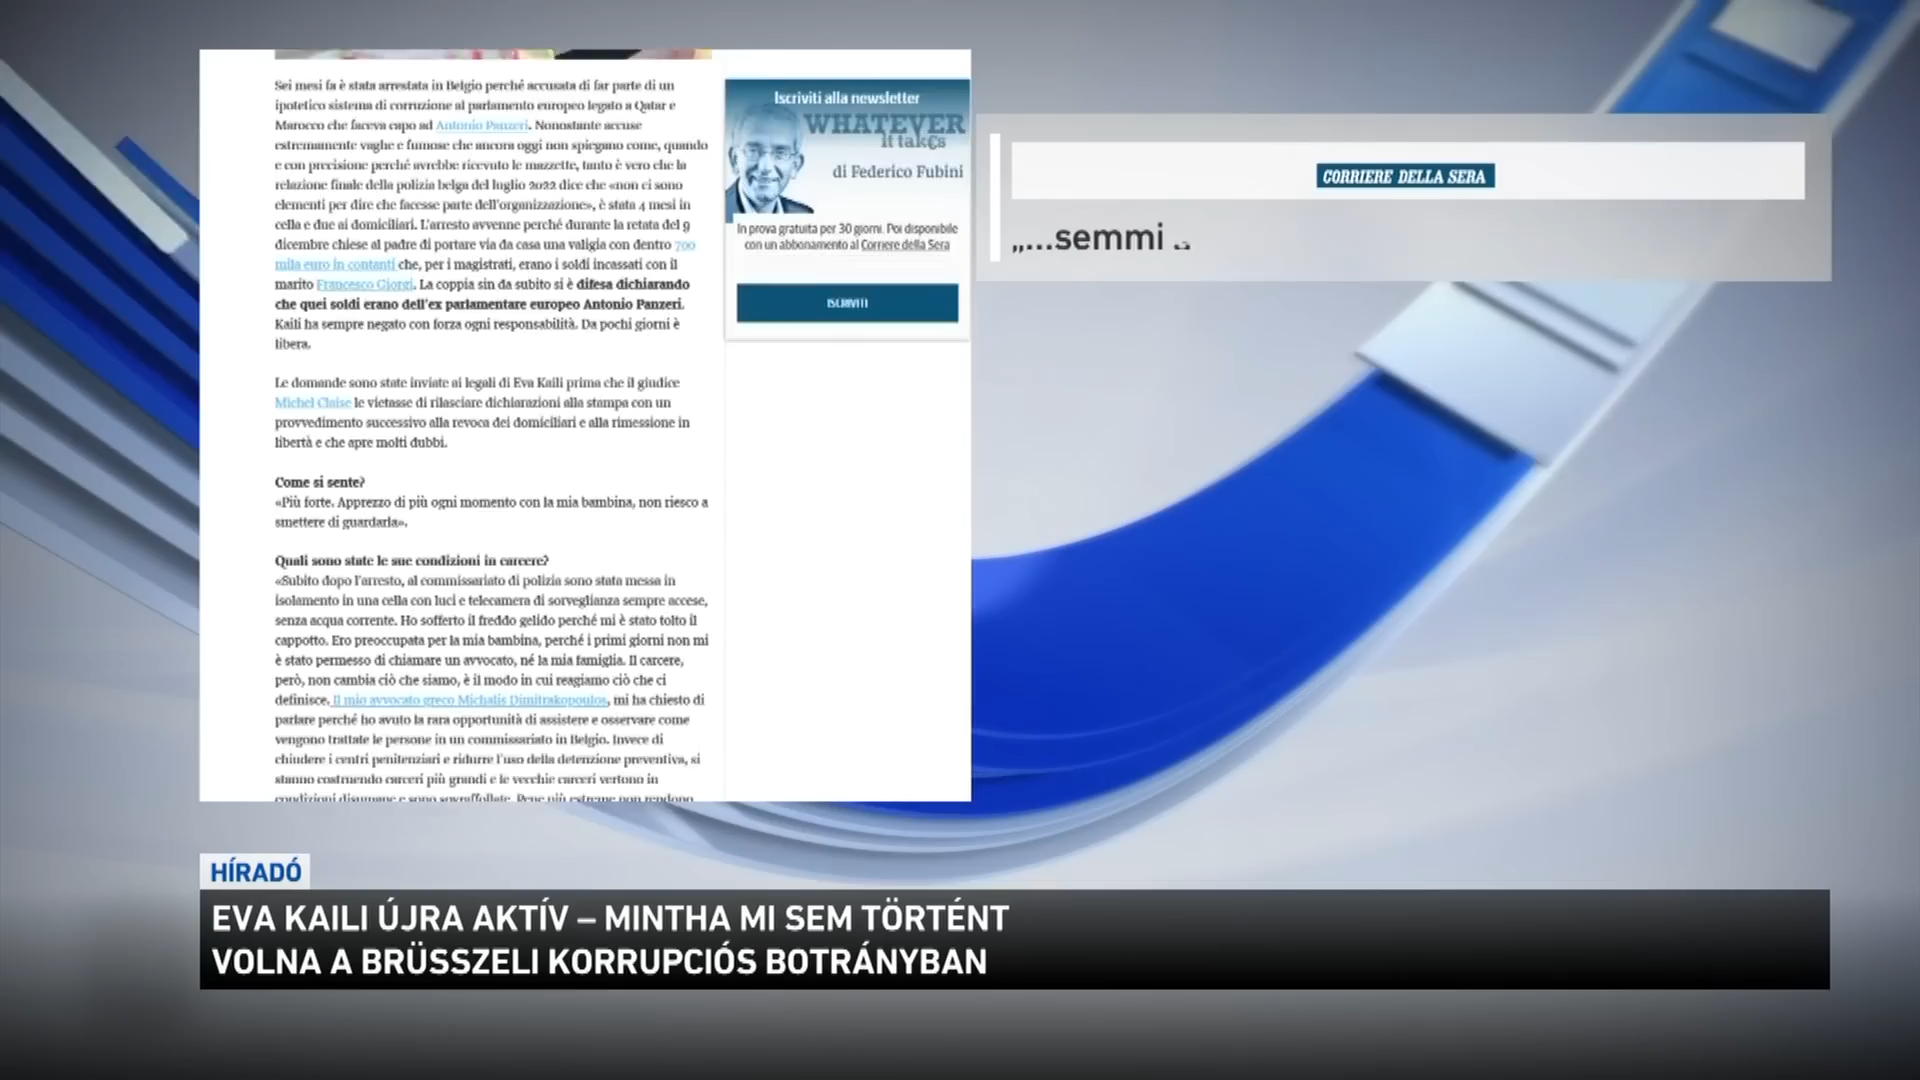 Sei mesi fa è stata arrestata in Belgio perché accusata di far parte di un
ipotetico sistema di corruzione al parlamento europeo legato a Qatar e
Marocco che faceva capo ad Antonio Panzeri. Nonostante accuse
estremamente vaghe e fumose che ancora oggi non spiegano come, quando
e con precisione perché avrebbe ricevuto le mazzette, tanto è vero che la
relazione finale della polizia belga del luglio 2022 dice che «non ci sono
elementi per dire che facesse parte dell'organizzazione», è stata 4 mesi in
cella e due ai domiciliari. L'arresto avvenne perché durante la retata del 9
dicembre chiese al padre di portare via da casa una valigia con dentro 700
mila euro in contanti che, per i magistrati, erano i soldi incassati con il
marito Francesco Giorgi. La coppia sin da subito si è difesa dichiarando
che quei soldi erano dell'ex parlamentare europeo Antonio Panzeri.
Kaili ha sempre negato con forza ogni responsabilità. Da pochi giorni è
libera.
Le domande sono state inviate ai legali di Eva Kaili prima che il giudice
Michel Claise le vietasse di rilasciare dichiarazioni alla stampa con un
provvedimento successivo alla revoca dei domiciliari e alla rimessione in
libertà e che apre molti dubbi.
Come si sente?
«Più forte. Apprezzo di più ogni momento con la mia bambina, non riesco a
smettere di guardarla».
Quali sono state le sue condizioni in carcere?
«Subito dopo l'arresto, al commissariato di polizia sono stata messa in
isolamento in una cella con luci e telecamera di sorveglianza sempre accese,
senza acqua corrente. Ho sofferto il freddo gelido perché mi è stato tolto il
cappotto. Ero preoccupata per la mia bambina, perché i primi giorni non mi
è stato permesso di chiamare un avvocato, né la mia famiglia. Il carcere,
però, non cambia ciò che siamo, è il modo in cui reagiamo ciò che ci
definisce. Il mio avvocato greco Michalis Dimitrakopoulos, mi ha chiesto di
parlare perché ho avuto la rara opportunità di assistere e osservare come
vengono trattate le persone in un commissariato in Belgio. Invece di
chiudere i centri penitenziari e ridurre l'uso della detenzione preventiva, si
stanno costruendo carceri più grandi e le vecchie carceri vertono in
condizioni disumane e sono sovraffollate. Pene più estreme non rendono
Iscriviti alla newsletter
WHATEVER
it tak€s
di Federico Fubini
In prova gratuita per 30 giorni. Poi disponibile
con un abbonamento al Corriere della Sera
ISCRIVITI
CORRIERE DELLA SERA
„...semmi
HÍRADÓ
EVA KAILI ÚJRA AKTÍV – MINTHA MI SEM TÖRTÉNT
VOLNA A BRÜSSZELI KORRUPCIÓS BOTRÁNYBAN